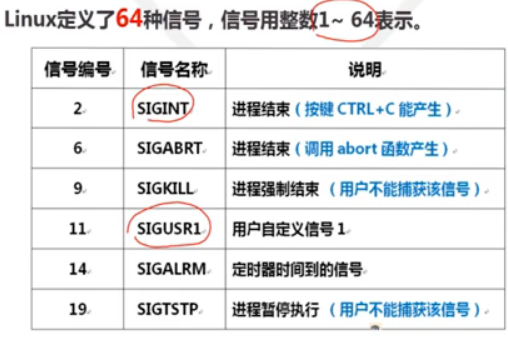 Linux定义了64种信号，信号用整数1~ 64表示。
信号编号 信号名称 说明
2 SIGINT 进程结束（按键 CTRL+C 能产生）
6 SIGABRT 进程结束（调用 abort 函数产生）
9 SIGKILL 进程强制结束 （用户不能捕获该信号）
11 SIGUSR1 用户自定义信号 1
14 SIGALRM 定时器时间到的信号
19 SIGTSTP 进程暂停执行 （用户不能捕获该信号）